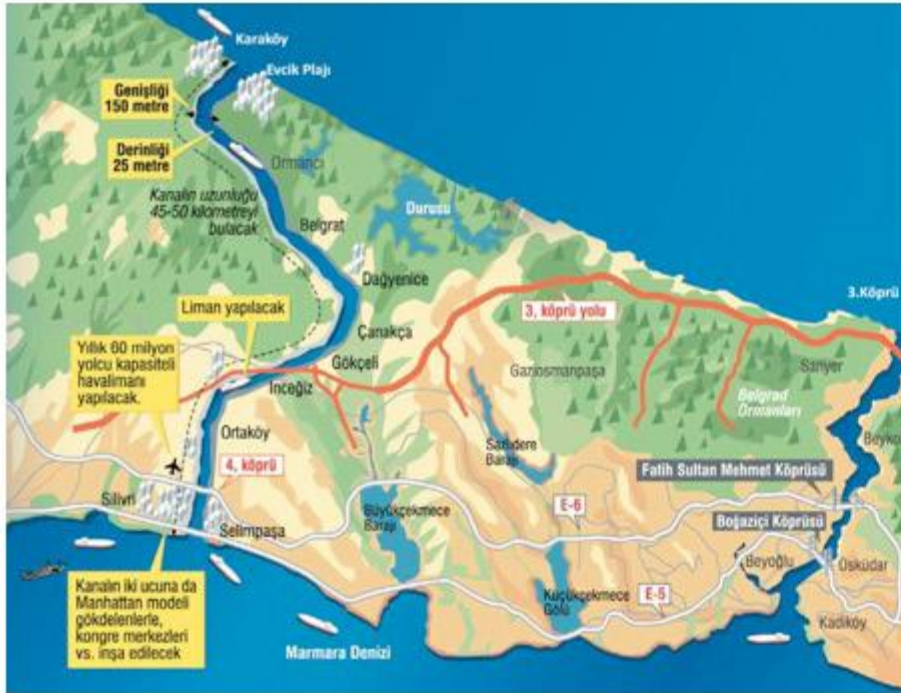 Karaköy
Evcik Plajı
Genişliği
150 metre
Derinliği
25 metre
Ormancı
Kanalın uzunluğu
45-50 kilometreyi
bulacak
Belgrat
Durusu
Dağyenice
3.Köprü
Liman yapılacak
3. köprü yolu
Çanakça
Yıllık 60 milyon
yolcu kapasiteli
havalimanı
yapılacak.
Gökçeli
Gaziosmanpaşa
Sarıyer
İnceğiz
Belgrad
Ormanları
Ortaköy
Sazlıdere
Barajı
Beyko
4. köprü
Fatih Sultan Mehmet Köprüsü
Silivri
Büyükçekmece
Barajı
E-6
Selimpaşa
Boğaziçi Köprüsü
Beyoğlu
Üsküdar
Kanalın iki ucuna da
Manhattan modeli
gökdelenlerle,
kongre merkezleri
vs. inşa edilecek
Küçükçekmece
Gölü
E-5
Kadıköy
Marmara Denizi